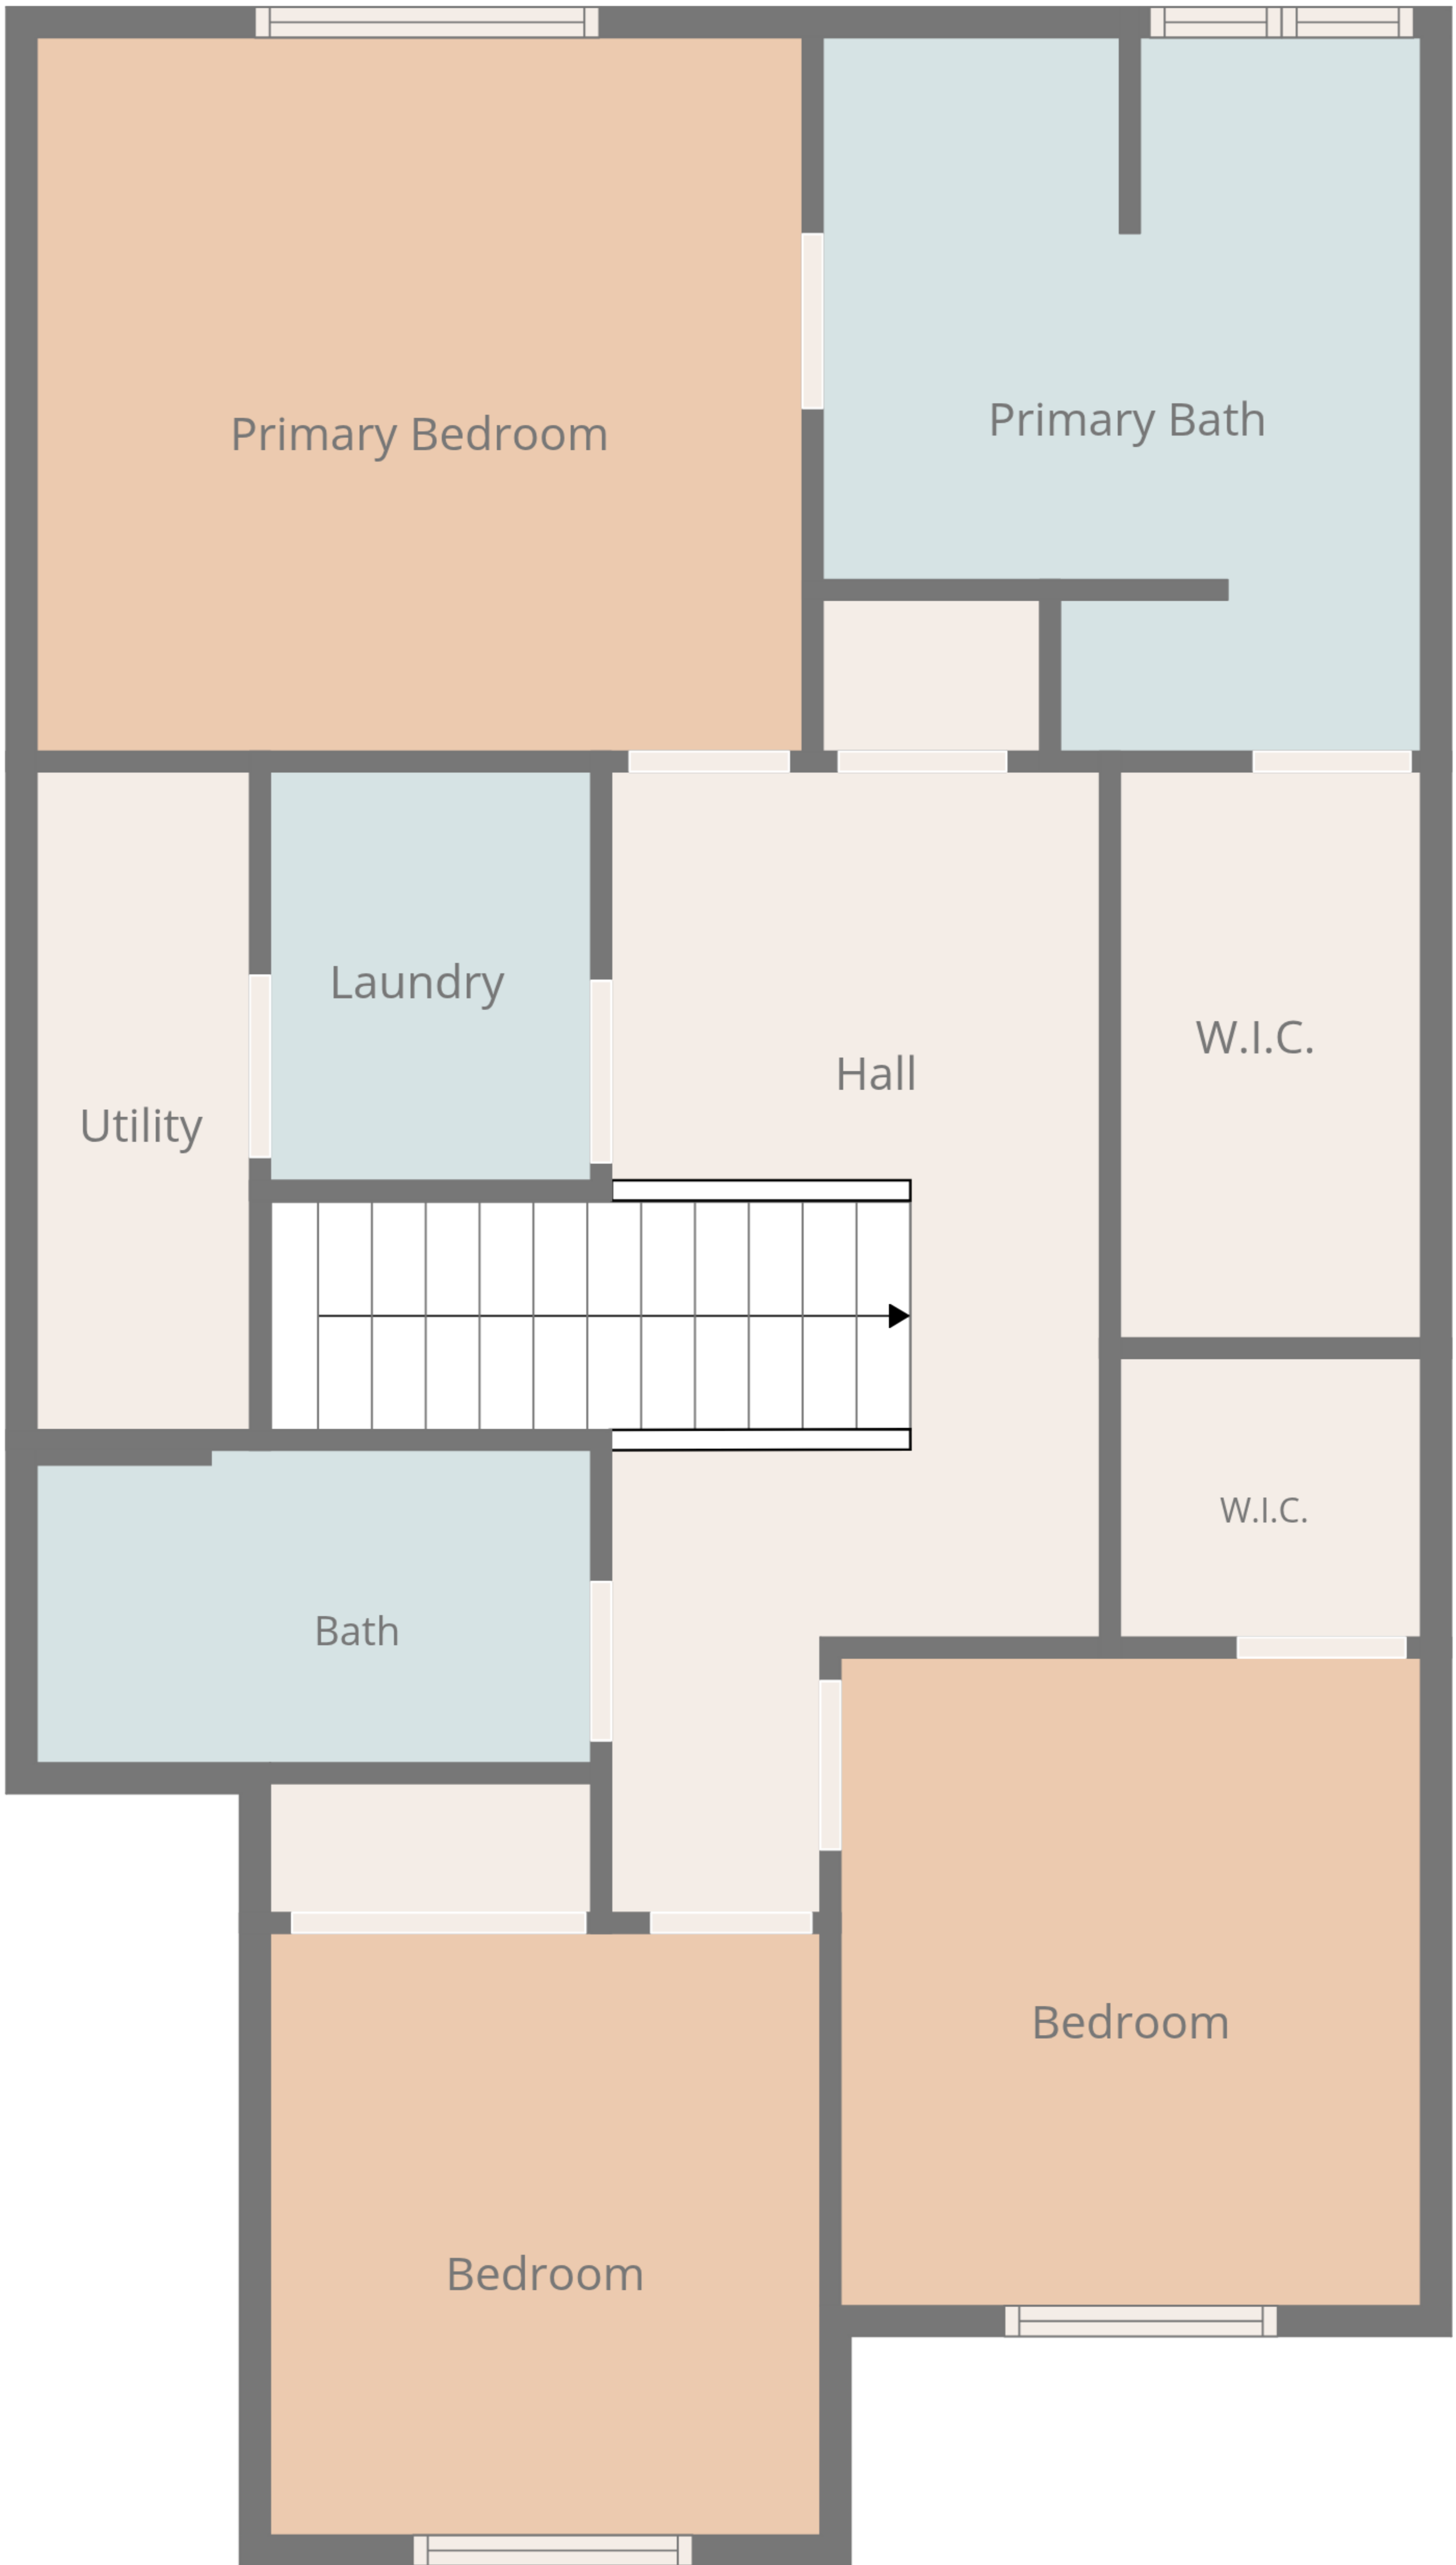 Primary Bedroom
Primary Bath
Laundry
W.I.C.
Hall
Utility
W.I.C.
Bath
Bedroom
Bedroom